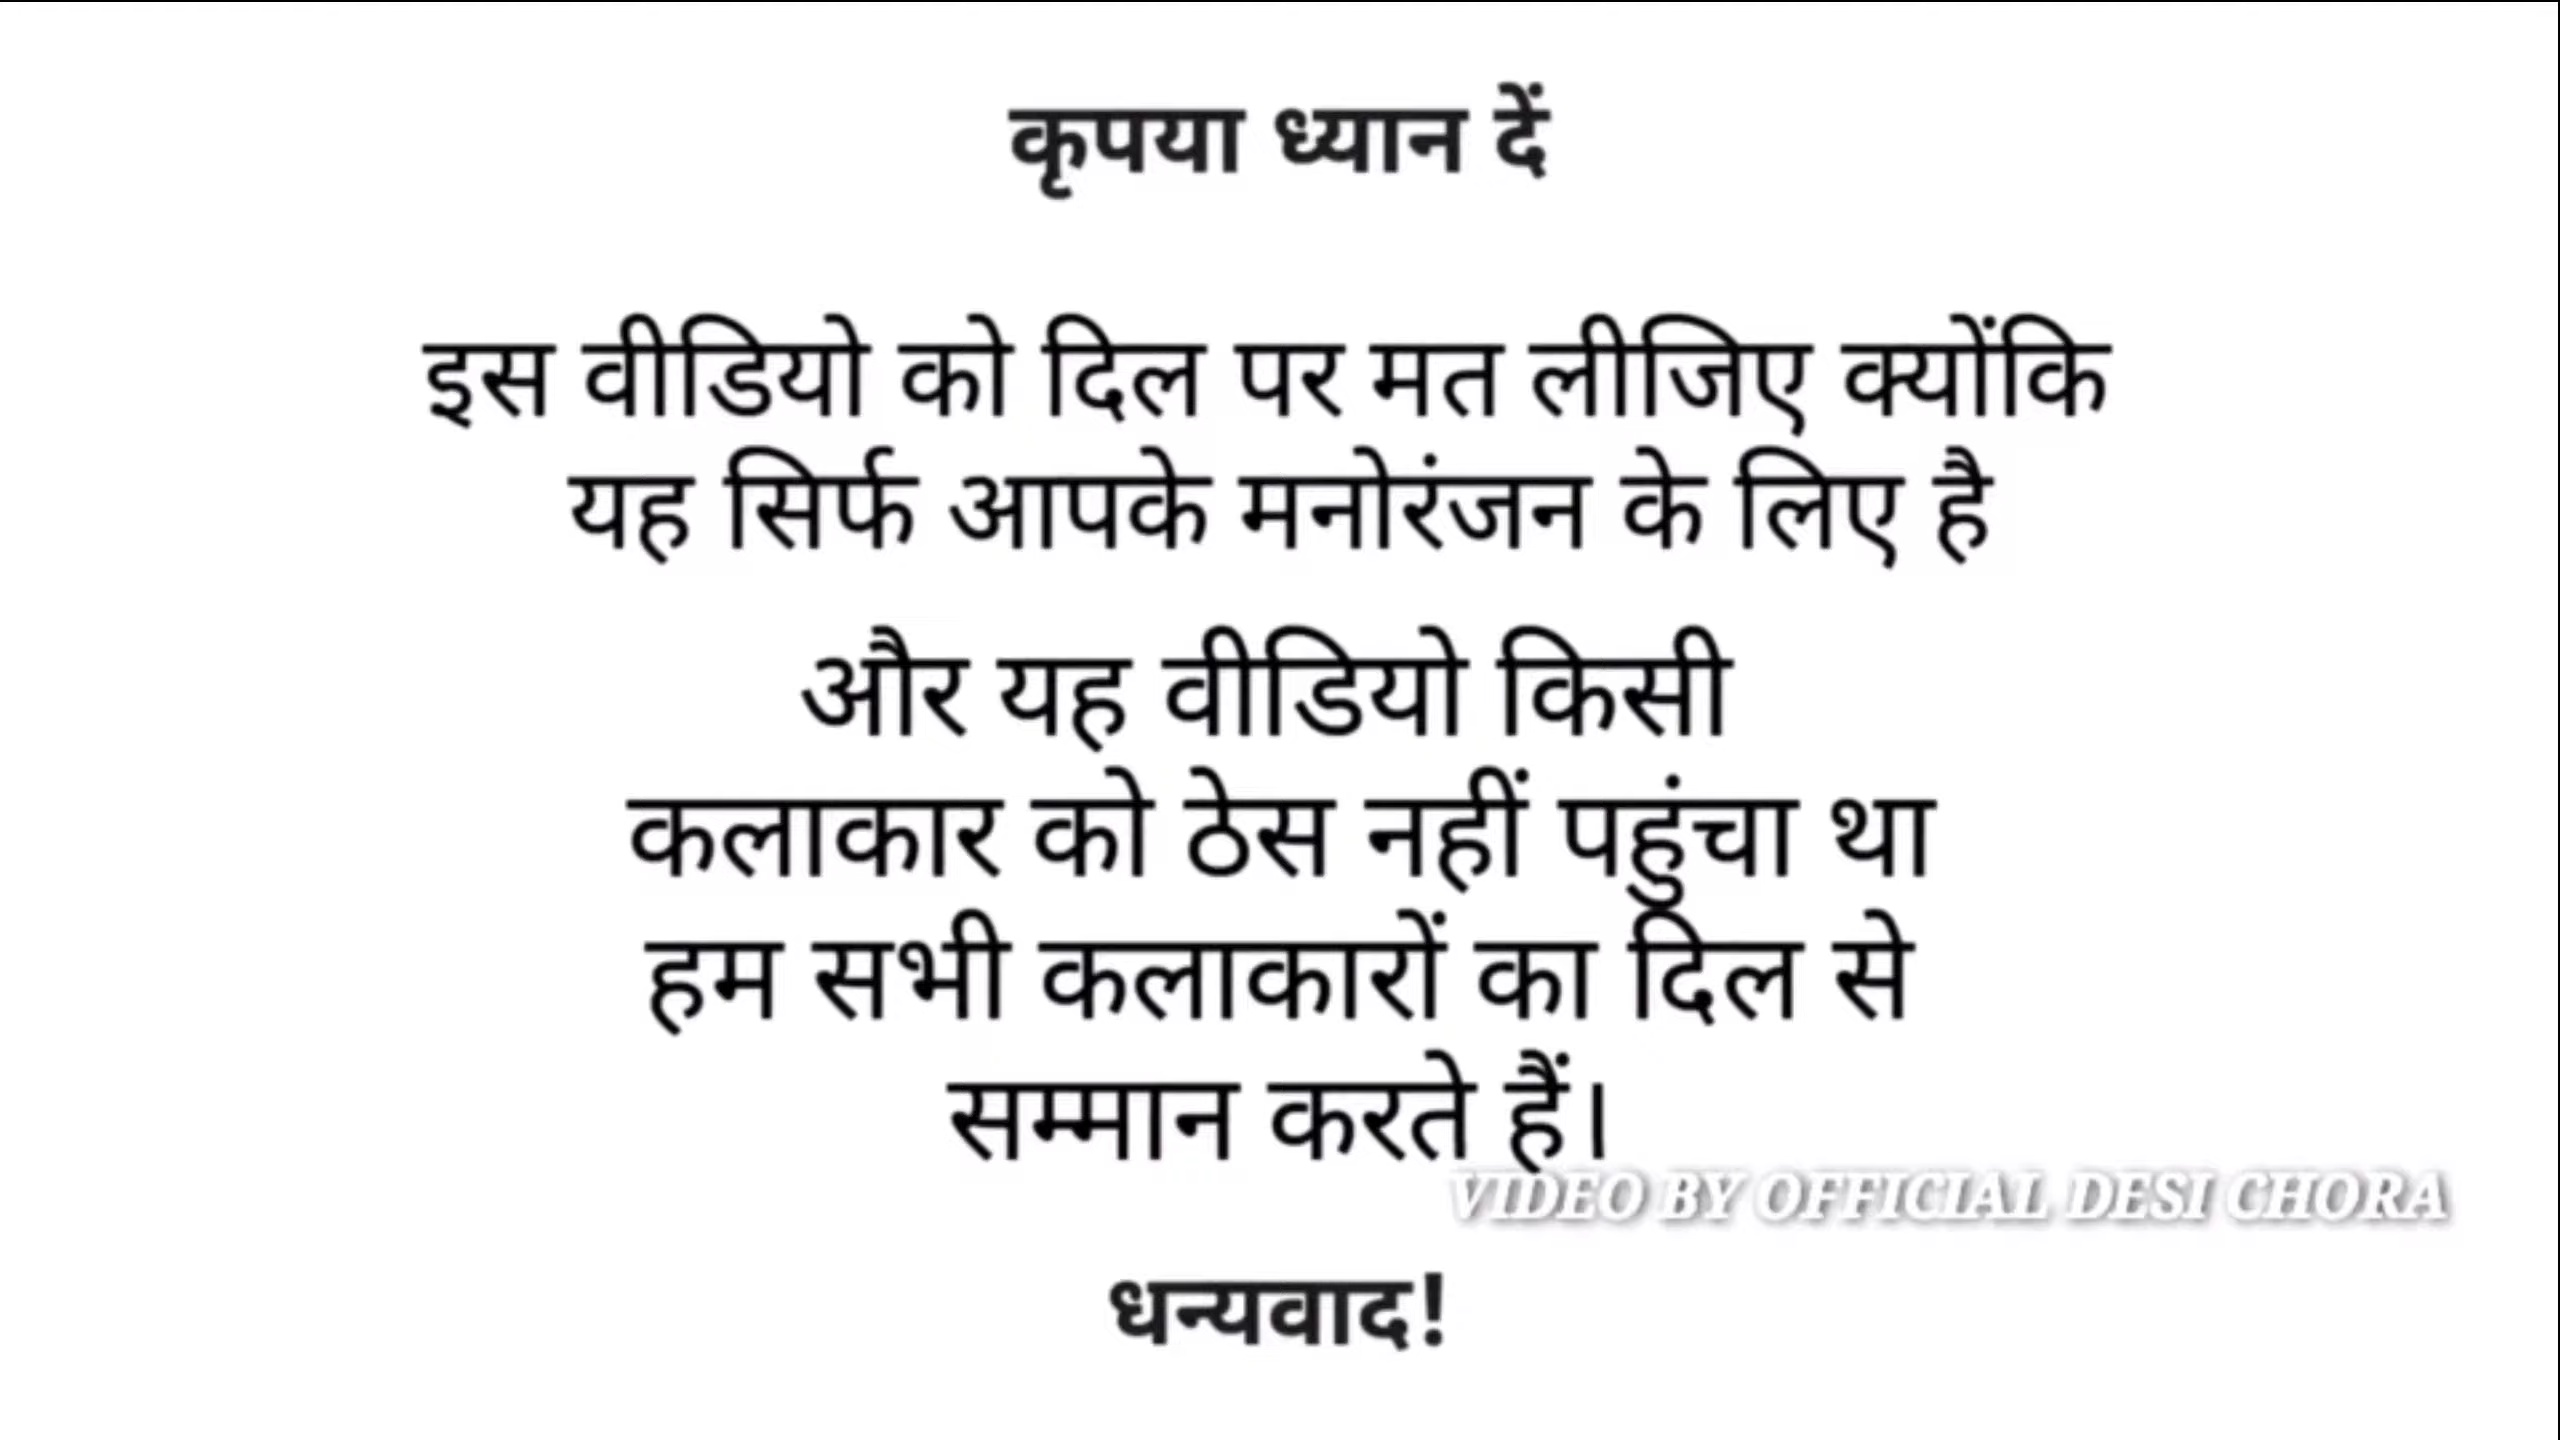 कृपया ध्यान दें
इस वीडियो को दिल पर मत लीजिए क्योंकि
यह सिर्फ आपके मनोरंजन के लिए है
और यह वीडियो किसी
कलाकार को ठेस नहीं पहुंचा था
हम सभी कलाकारों का दिल से
सम्मान करते हैं।
VIDEO BY OFFICIAL DESI CHORA
धन्यवाद!